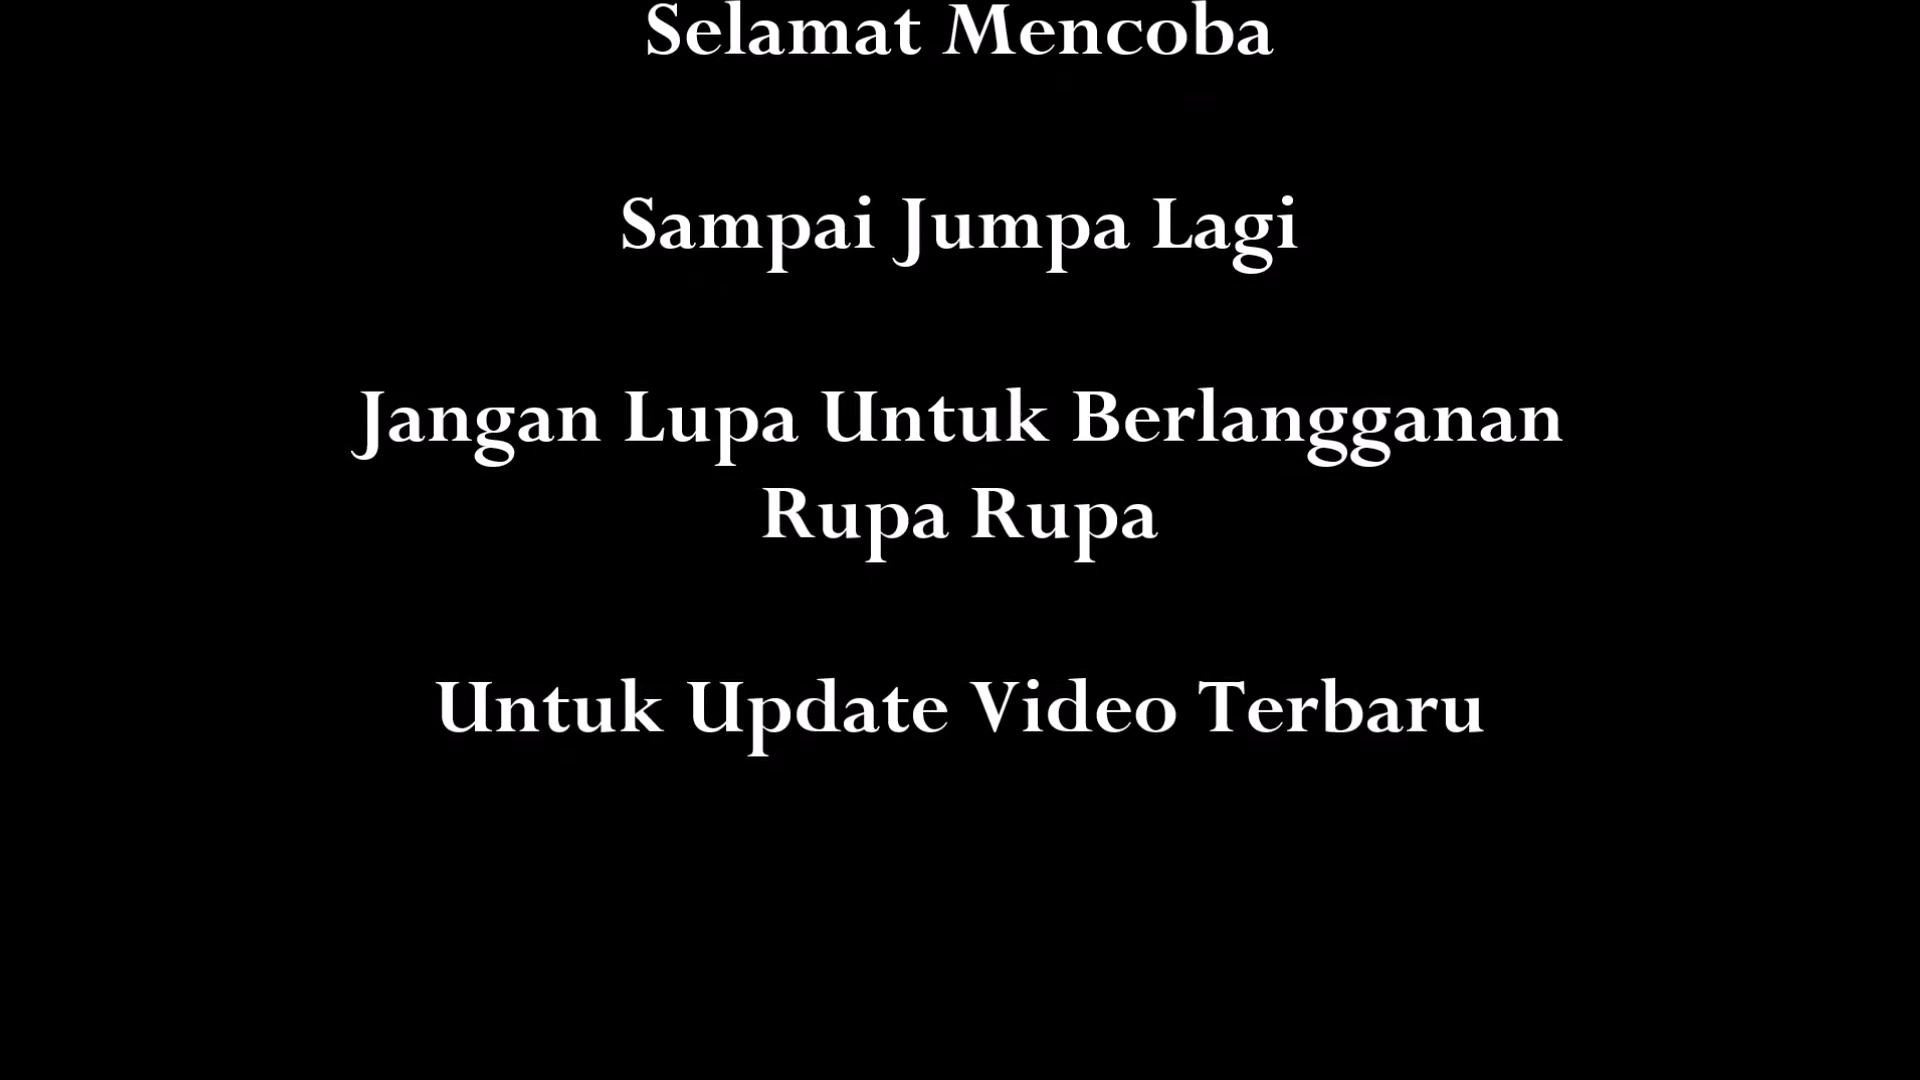 Selamat Mencoba
Sampai Jumpa Lagi
Jangan Lupa Untuk Berlangganan
Rupa Rupa
Untuk Update Video Terbaru